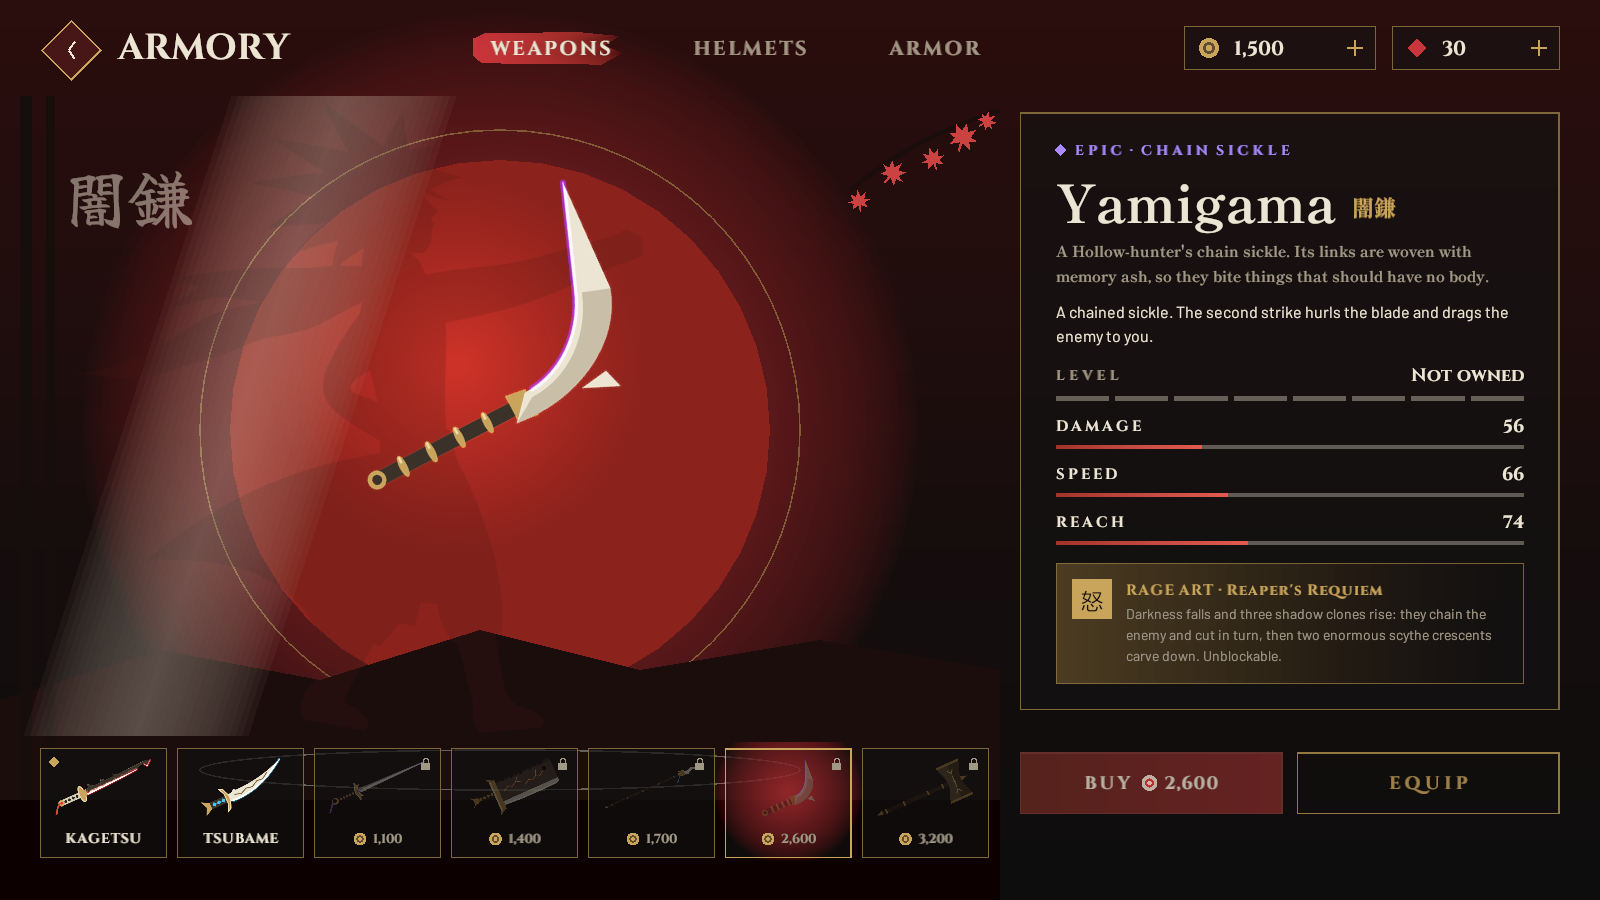 ARMORY
WEAPONS
HELMETS
ARMOR
1,500
30
闇鎌
EPIC · CHAIN SICKLE
Yamigama 闇鎌
A Hollow-hunter's chain sickle. Its links are woven with
memory ash, so they bite things that should have no body.
A chained sickle. The second strike hurls the blade and drags the
enemy to you.
LEVEL NOT OWNED
DAMAGE 56
SPEED 66
REACH 74
怒
RAGE ART · REAPER'S REQUIEM
Darkness falls and three shadow clones rise: they chain the
enemy and cut in turn, then two enormous scythe crescents
carve down. Unblockable.
KAGETSU
TSUBAME
1,100
1,400
1,700
2,600
3,200
BUY 2,600
EQUIP